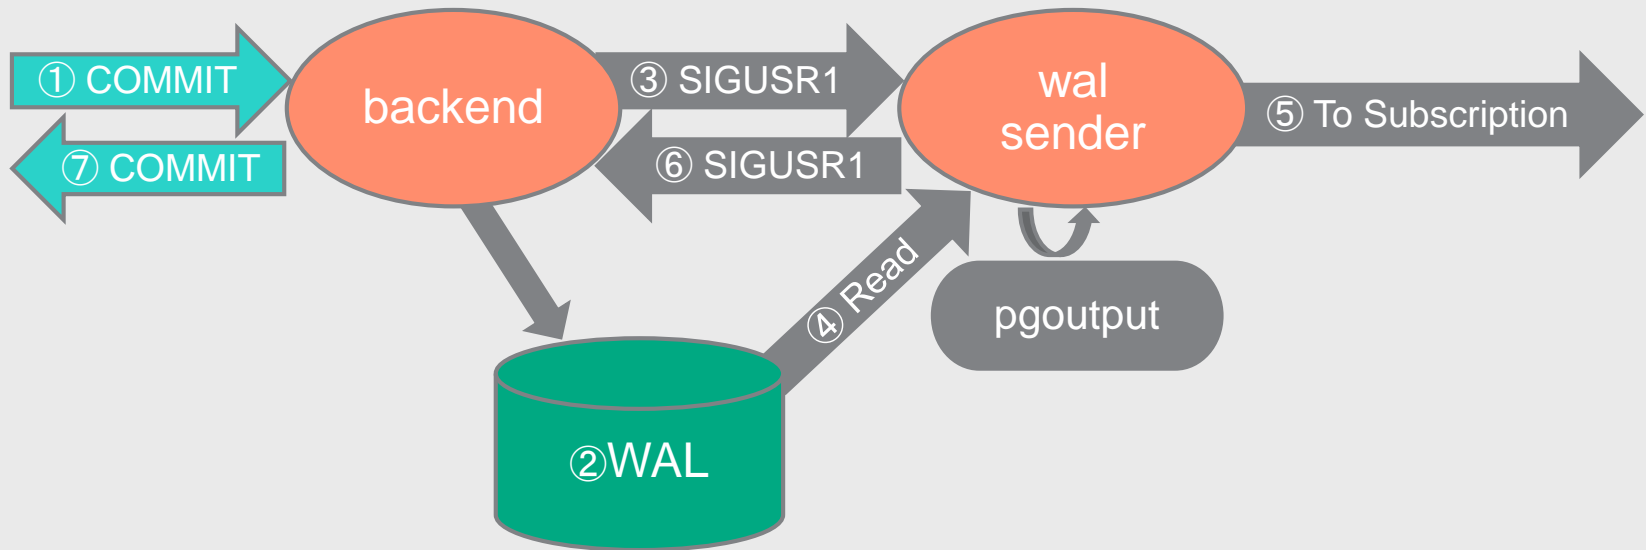 ① COMMIT
backend
③ SIGUSR1
wal
sender
⑤ To Subscription
⑦ COMMIT
⑥ SIGUSR1
④ Read
pgoutput
②WAL